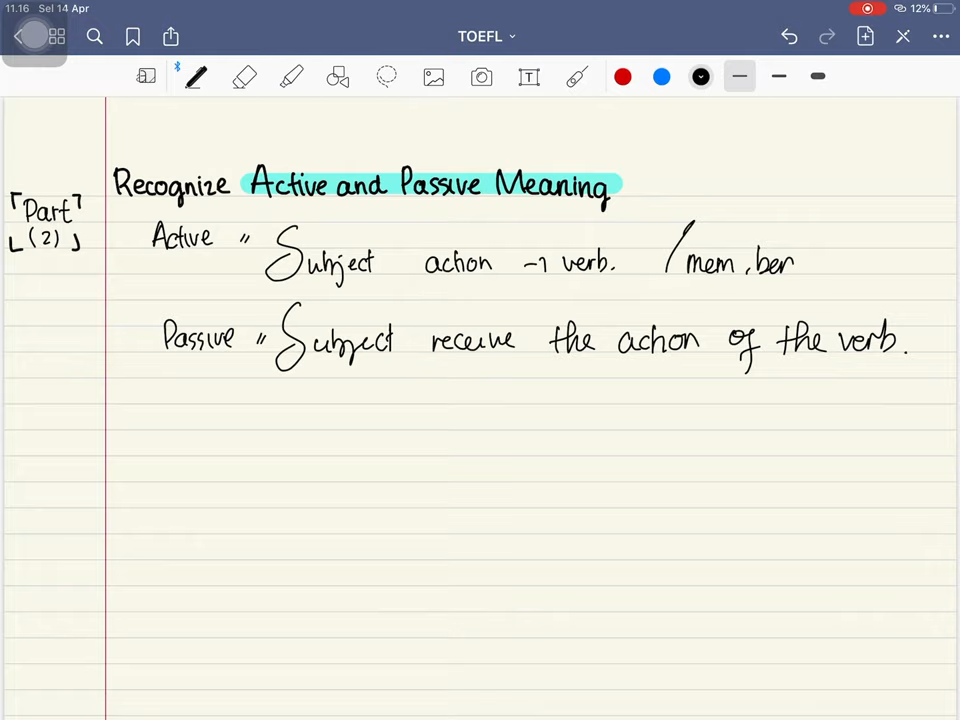 11.16 Sel 14 Apr
12%
TOEFL
T
Recognize Active and Passive Meaning
「Part」
∟(2)」
Active " Subject action → verb. / mem, ber
Passive " Subject receive the action of the verb.